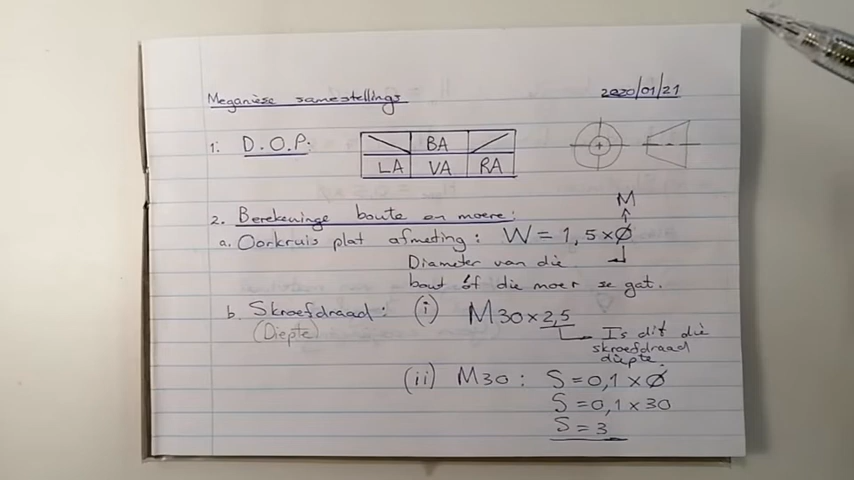 Meganiese samestellings
2020/01/21
1. D.O.P:
BA
LA VA RA
2. Berekeninge boute en moere:
M
a. Oorkruis plat afmeting: W = 1,5 x Ø
Diameter van die
bout óf die moer se gat.
b. Skroefdraad: (i) M30 x 2,5
(Diepte)
Is dit die
skroefdraad
diepte.
(ii) M30: S = 0,1 x Ø
S = 0,1 x 30
S = 3